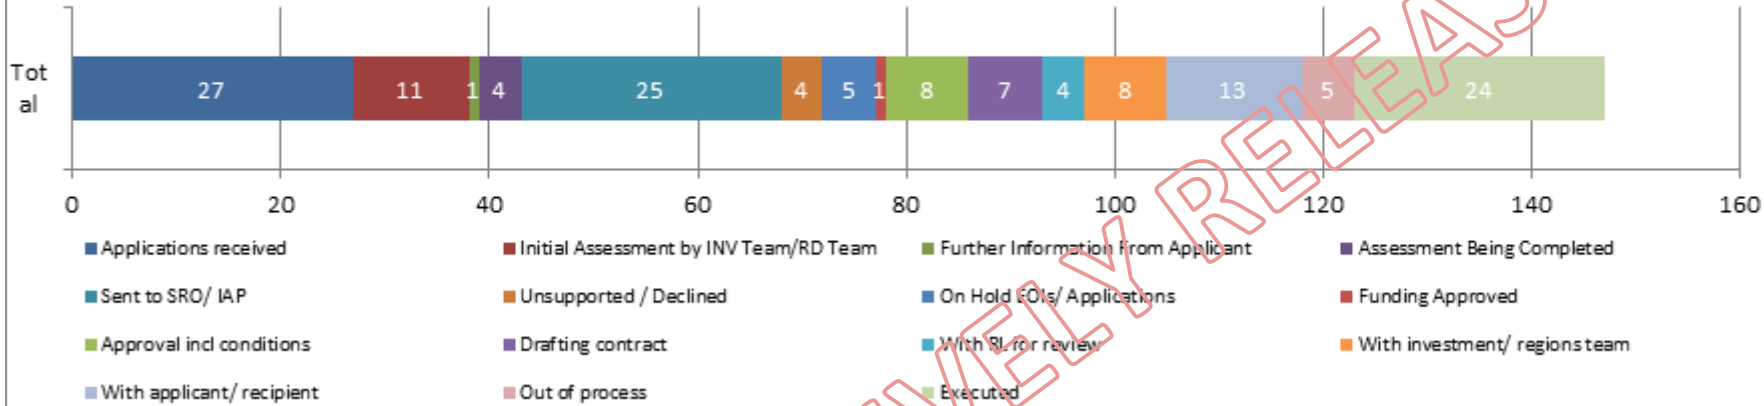 Tot
al
27 11 1 4 25 4 5 1 8 7 4 8 13 5 24
0 20 40 60 80 100 120 140 160
Applications received Initial Assessment by INV Team/RD Team Further Information From Applicant Assessment Being Completed
Sent to SRO/ IAP Unsupported / Declined On Hold EOIs/ Applications Funding Approved
Approval incl conditions Drafting contract With RL for review With investment/ regions team
With applicant/ recipient Out of process Executed
VELY RELEAS